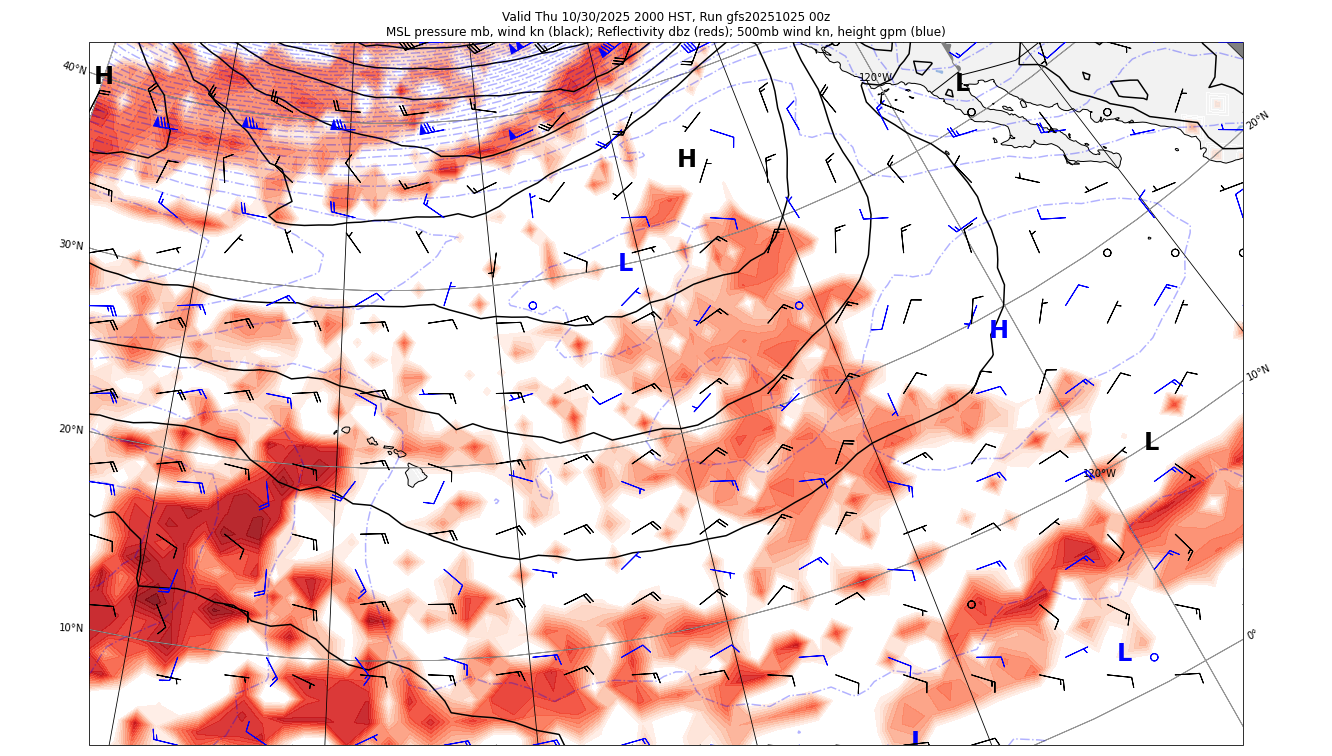 Valid Thu 10/30/2025 2000 HST, Run gfs20251025 00z
MSL pressure mb, wind kn (black); Reflectivity dbz (reds); 500mb wind kn, height gpm (blue)
40°N
H
120°W
L
20°N
H
30°N
L
H
10°N
20°N
L
120°W
10°N
0°
L
L